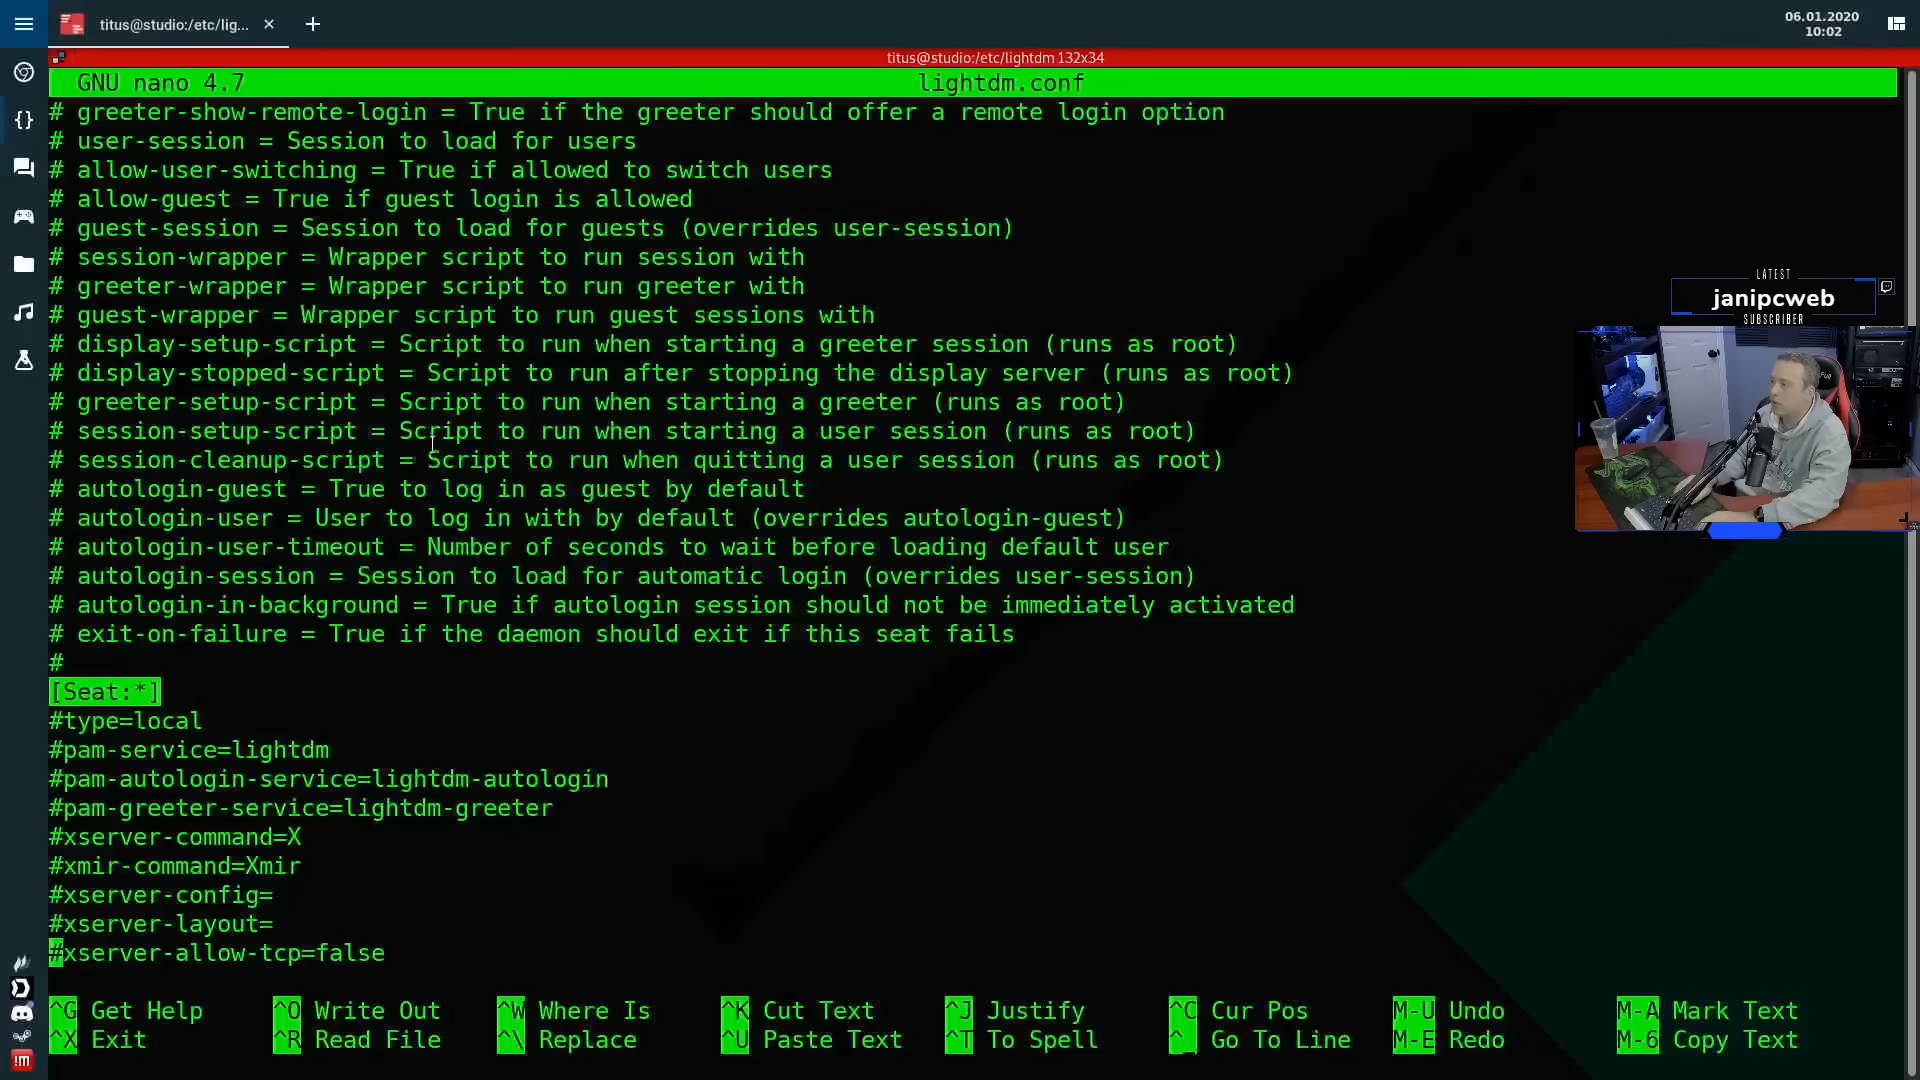 titus@studio:/etc/lig...
06.01.2020
10:02
titus@studio:/etc/lightdm 132x34
GNU nano 4.7 lightdm.conf
# greeter-show-remote-login = True if the greeter should offer a remote login option
# user-session = Session to load for users
# allow-user-switching = True if allowed to switch users
# allow-guest = True if guest login is allowed
# guest-session = Session to load for guests (overrides user-session)
# session-wrapper = Wrapper script to run session with
# greeter-wrapper = Wrapper script to run greeter with
# guest-wrapper = Wrapper script to run guest sessions with
# display-setup-script = Script to run when starting a greeter session (runs as root)
# display-stopped-script = Script to run after stopping the display server (runs as root)
# greeter-setup-script = Script to run when starting a greeter (runs as root)
# session-setup-script = Script to run when starting a user session (runs as root)
# session-cleanup-script = Script to run when quitting a user session (runs as root)
# autologin-guest = True to log in as guest by default
# autologin-user = User to log in with by default (overrides autologin-guest)
# autologin-user-timeout = Number of seconds to wait before loading default user
# autologin-session = Session to load for automatic login (overrides user-session)
# autologin-in-background = True if autologin session should not be immediately activated
# exit-on-failure = True if the daemon should exit if this seat fails
#
[Seat:*]
#type=local
#pam-service=lightdm
#pam-autologin-service=lightdm-autologin
#pam-greeter-service=lightdm-greeter
#xserver-command=X
#xmir-command=Xmir
#xserver-config=
#xserver-layout=
#xserver-allow-tcp=false
LATEST
janipcweb
SUBSCRIBER
^G Get Help ^O Write Out ^W Where Is ^K Cut Text ^J Justify ^C Cur Pos M-U Undo M-A Mark Text
^X Exit ^R Read File ^\ Replace ^U Paste Text ^T To Spell ^_ Go To Line M-E Redo M-6 Copy Text
!m